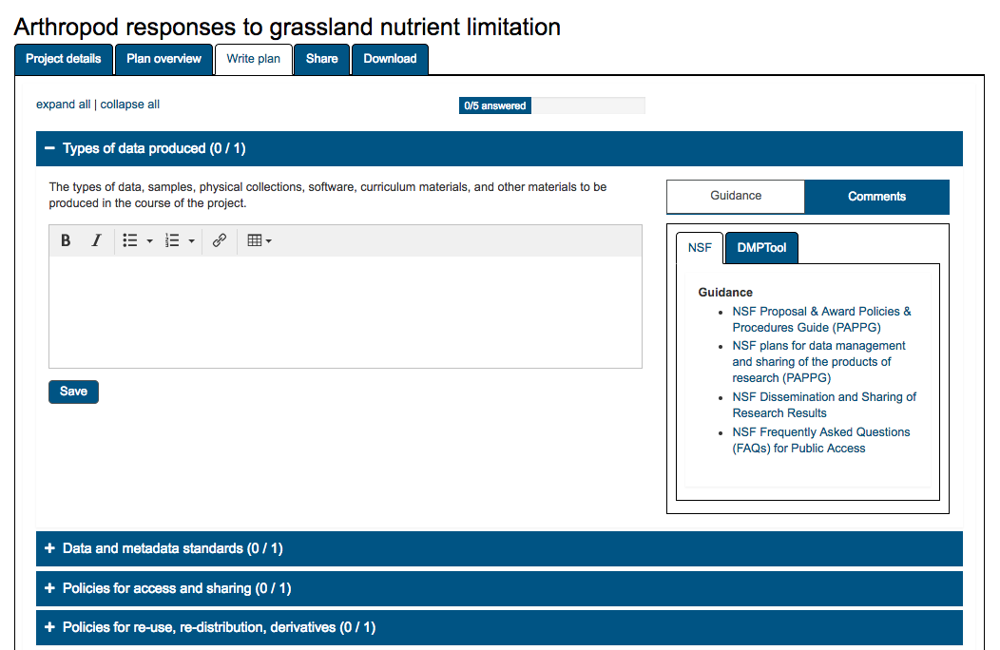 Arthropod responses to grassland nutrient limitation
Project details
Plan overview
Write plan
Share
Download
expand all | collapse all
0/5 answered
− Types of data produced (0 / 1)
The types of data, samples, physical collections, software, curriculum materials, and other materials to be
produced in the course of the project.
B I
Save
Guidance
Comments
NSF
DMPTool
Guidance
• NSF Proposal & Award Policies &
Procedures Guide (PAPPG)
• NSF plans for data management
and sharing of the products of
research (PAPPG)
• NSF Dissemination and Sharing of
Research Results
• NSF Frequently Asked Questions
(FAQs) for Public Access
+ Data and metadata standards (0 / 1)
+ Policies for access and sharing (0 / 1)
+ Policies for re-use, re-distribution, derivatives (0 / 1)